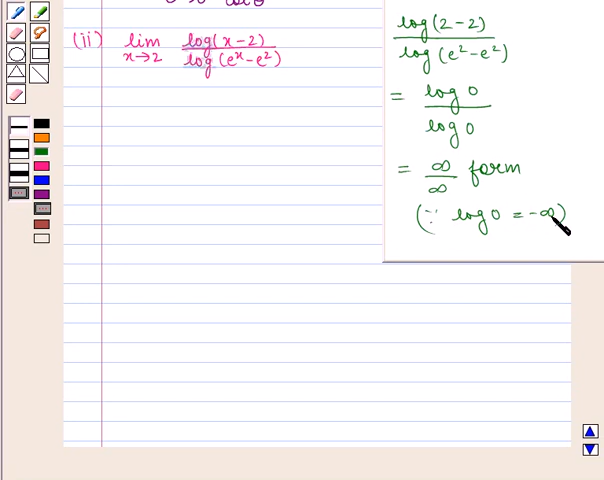 (ii) lim x→2 log(x-2) / log(eˣ-e²)
log(2-2) / log(e²-e²)
= log 0 / log 0
= ∞/∞ form
(∵ log 0 = -∞)